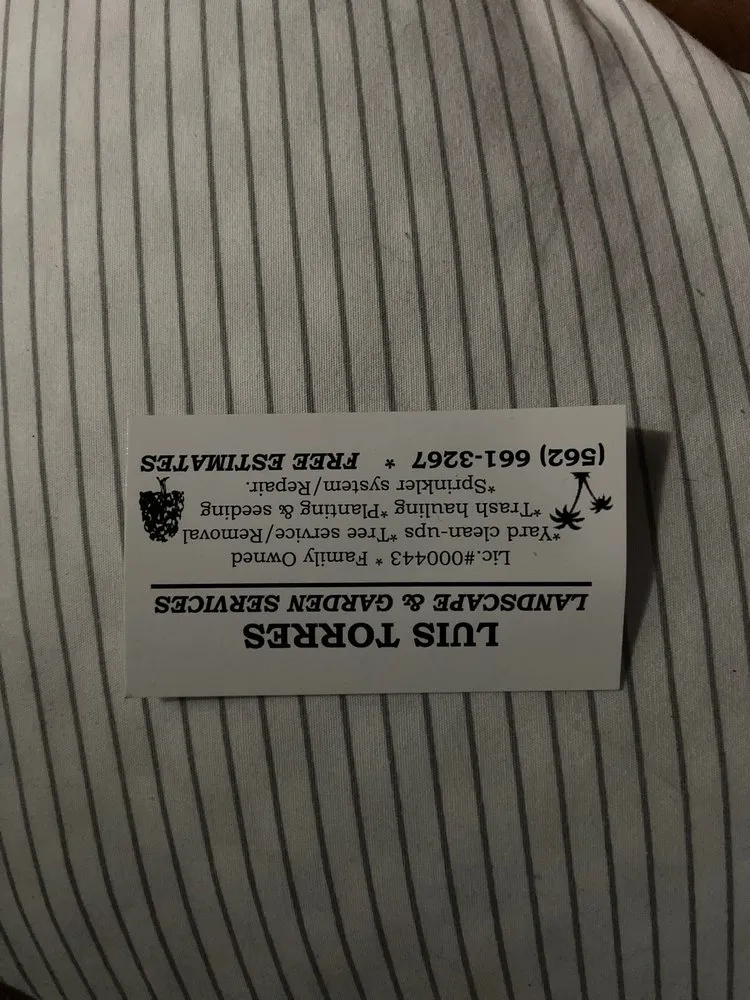 LUIS TORRES
LANDSCAPE & GARDEN SERVICES
Lic.#000443 * Family Owned
*Yard clean-ups *Tree service/Removal
*Trash hauling *Planting & seeding
*Sprinkler system/Repair.
(562) 661-3267 * FREE ESTIMATES